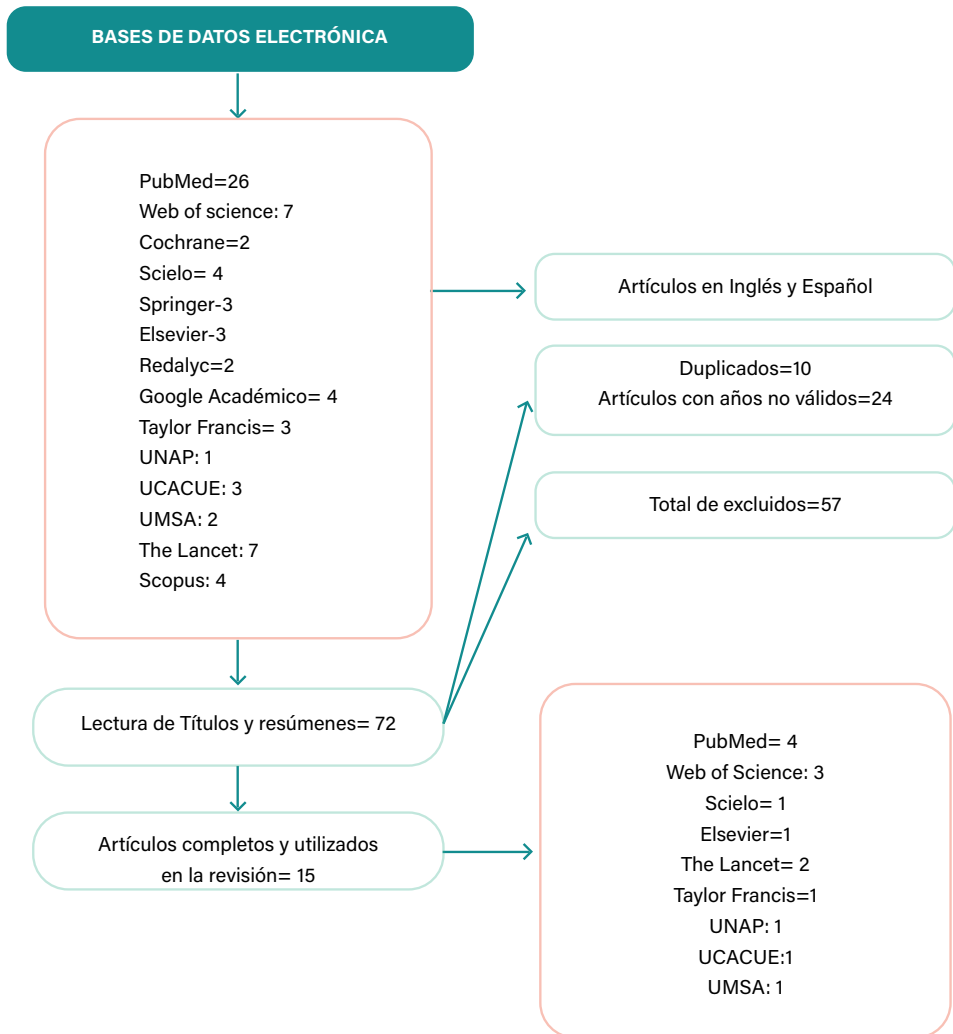 BASES DE DATOS ELECTRÓNICA
PubMed=26
Web of science: 7
Cochrane=2
Scielo= 4
Springer-3
Elsevier-3
Redalyc=2
Google Académico= 4
Taylor Francis= 3
UNAP: 1
UCACUE: 3
UMSA: 2
The Lancet: 7
Scopus: 4
Artículos en Inglés y Español
Duplicados=10
Artículos con años no válidos=24
Total de excluidos=57
Lectura de Títulos y resúmenes= 72
Artículos completos y utilizados
en la revisión= 15
PubMed= 4
Web of Science: 3
Scielo= 1
Elsevier=1
The Lancet= 2
Taylor Francis=1
UNAP: 1
UCACUE:1
UMSA: 1